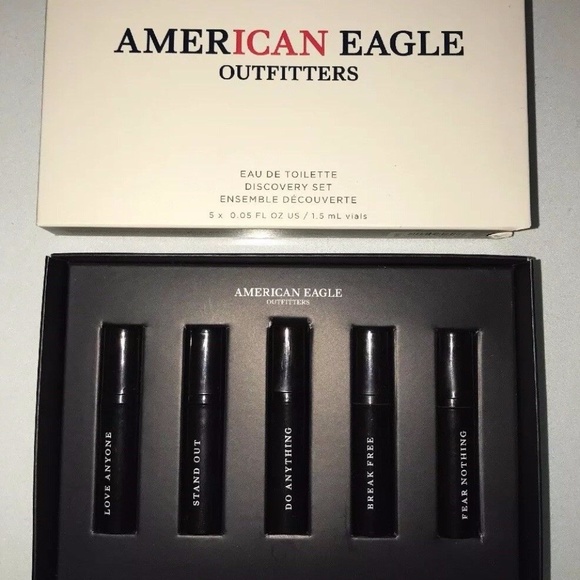 AMERICAN EAGLE
OUTFITTERS
EAU DE TOILETTE
DISCOVERY SET
ENSEMBLE DÉCOUVERTE
5 x 0.05 FL OZ US / 1.5 mL vials
AMERICAN EAGLE
OUTFITTERS
LOVE ANYONE
STAND OUT
DO ANYTHING
BREAK FREE
FEAR NOTHING